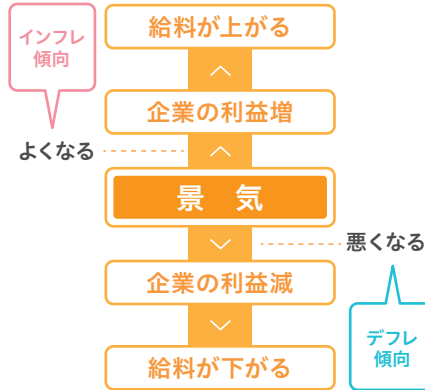 給料が上がる
インフレ
傾向
企業の利益増
よくなる
景 気
悪くなる
企業の利益減
デフレ
傾向
給料が下がる